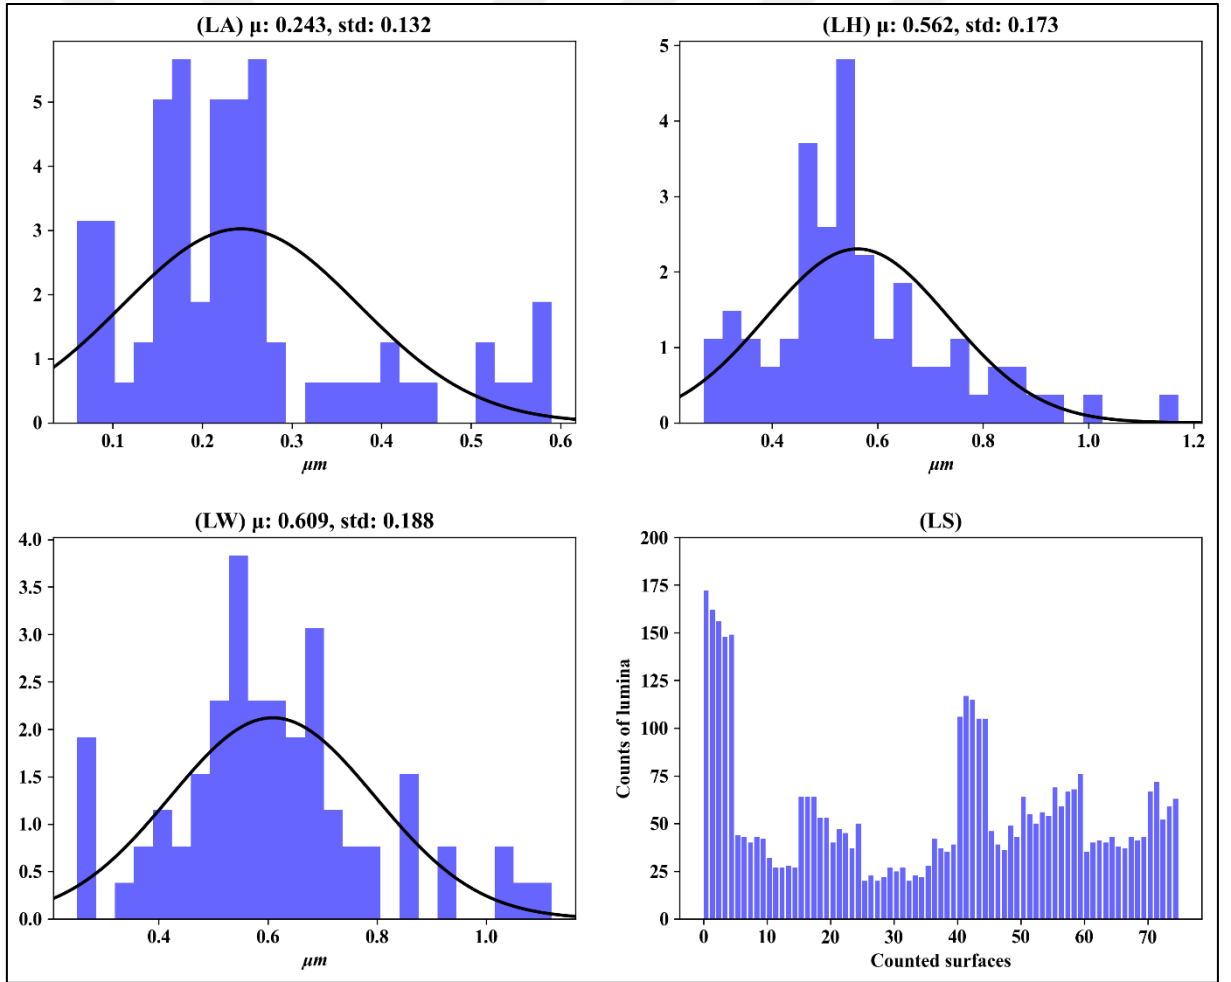 (LA) μ: 0.243, std: 0.132
5
4
3
2
1
0
0.1 0.2 0.3 0.4 0.5 0.6
μm
(LH) μ: 0.562, std: 0.173
5
4
3
2
1
0
0.4 0.6 0.8 1.0 1.2
μm
(LW) μ: 0.609, std: 0.188
4.0
3.5
3.0
2.5
2.0
1.5
1.0
0.5
0.0
0.4 0.6 0.8 1.0
μm
(LS)
Counts of lumina
200
175
150
125
100
75
50
25
0
0 10 20 30 40 50 60 70
Counted surfaces